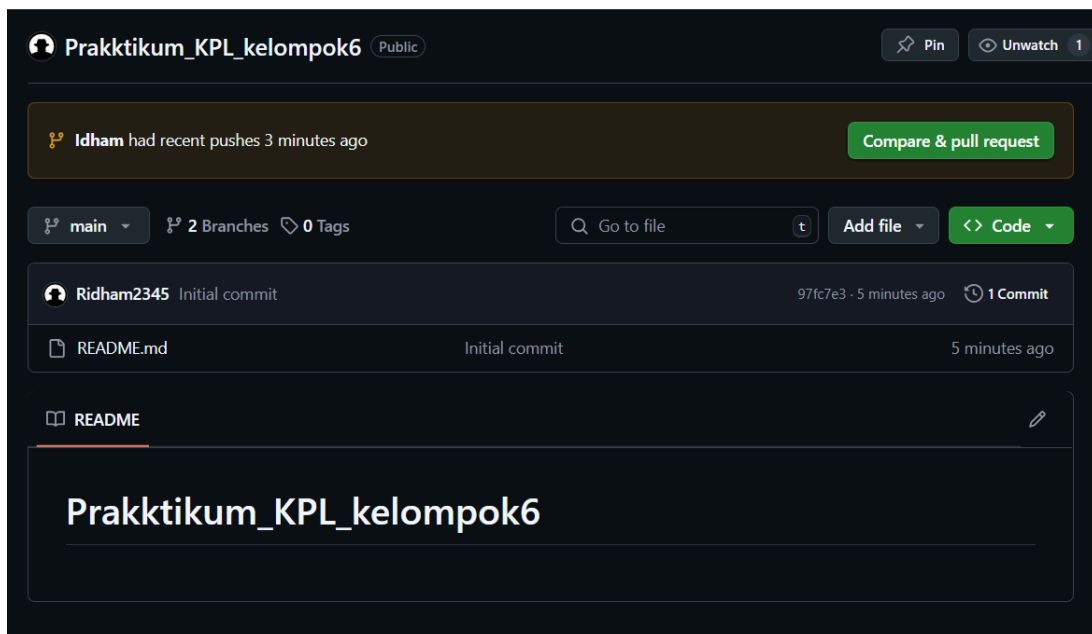 Prakktikum_KPL_kelompok6 Public Pin Unwatch 1
Idham had recent pushes 3 minutes ago Compare & pull request
main 2 Branches 0 Tags Go to file t Add file <> Code
Ridham2345 Initial commit 97fc7e3 · 5 minutes ago 1 Commit
README.md Initial commit 5 minutes ago
README
Prakktikum_KPL_kelompok6